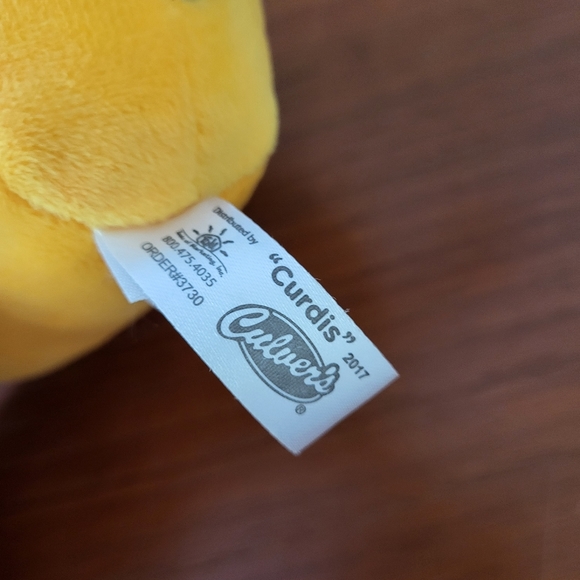 Distributed by
800.475.4035
ORDER#3730
"Curdis"
2017
Culver's
®